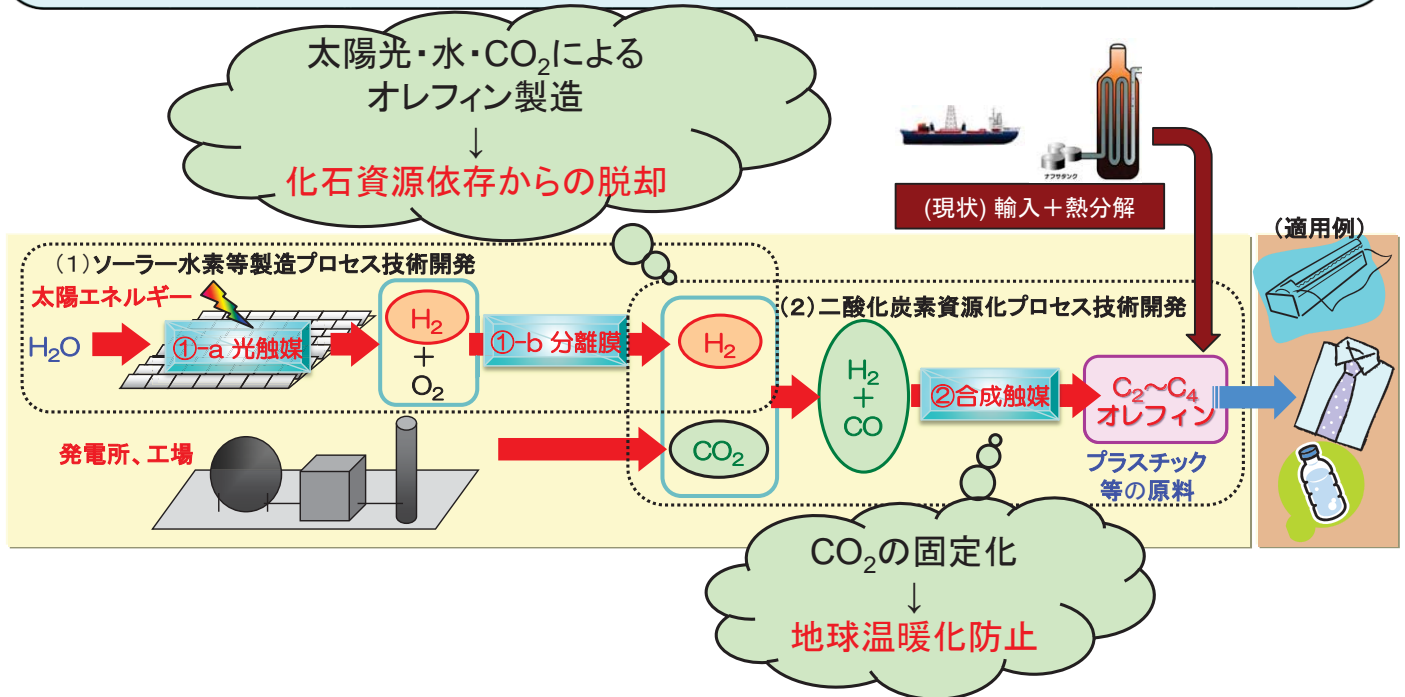 太陽光・水・CO₂による
オレフィン製造
↓
化石資源依存からの脱却
ナフサタンク
(現状) 輸入＋熱分解
(適用例)
(1)ソーラー水素等製造プロセス技術開発
太陽エネルギー
H₂O
①-a 光触媒
H₂
+
O₂
①-b 分離膜
H₂
(2)二酸化炭素資源化プロセス技術開発
H₂
+
CO
②合成触媒
C₂～C₄
オレフィン
プラスチック
等の原料
発電所、工場
CO₂
CO₂の固定化
↓
地球温暖化防止